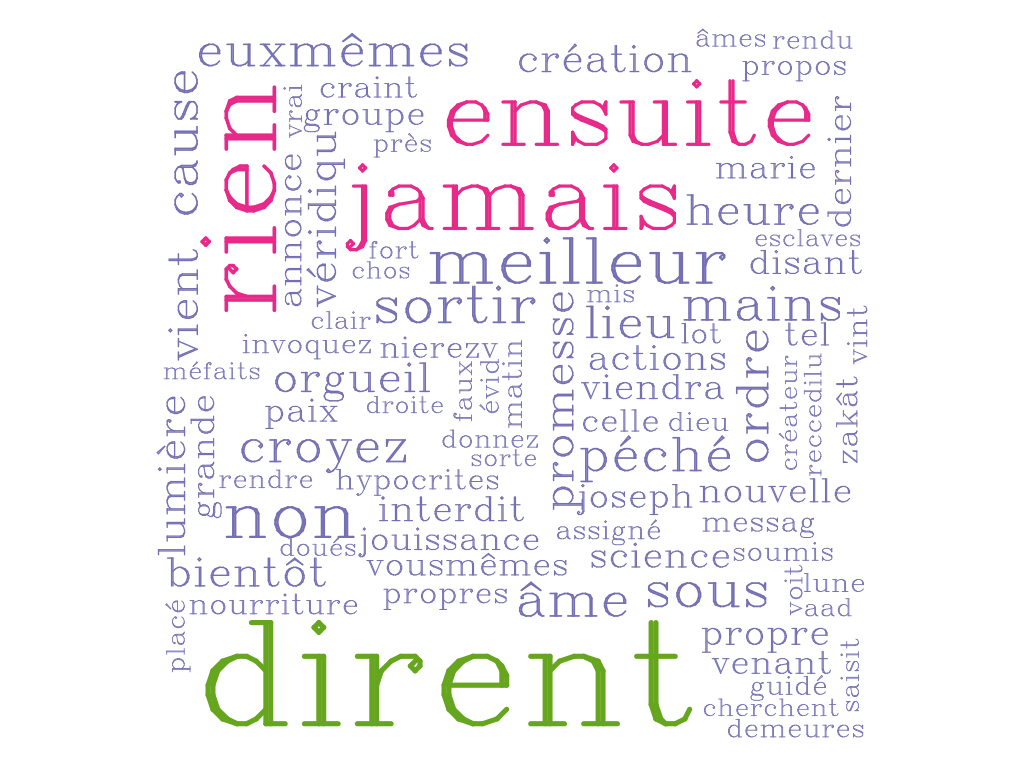 âmes rendu
euxmêmes création propos
cause rien vrai craint ensuite dernier
groupe
près
annonce véridiqu jamais marie
heure
fort meilleur esclaves
chos disant
vient sortir mis mains
clair promesse lieu lot ordre tel vint
invoquez nierezv matin actions
méfaits orgueil faux évid viendra créateur reccedilu zakât
paix droite celle dieu
lumière grande croyez donnez péché
sorte
rendre hypocrites joseph nouvelle
non interdit assigné messag
doués jouissance science soumis
bientôt vousmêmes voit lune
placé nourriture propres âme sous vaad
dirent propre saisit
venant
guidé
cherchent
demeures